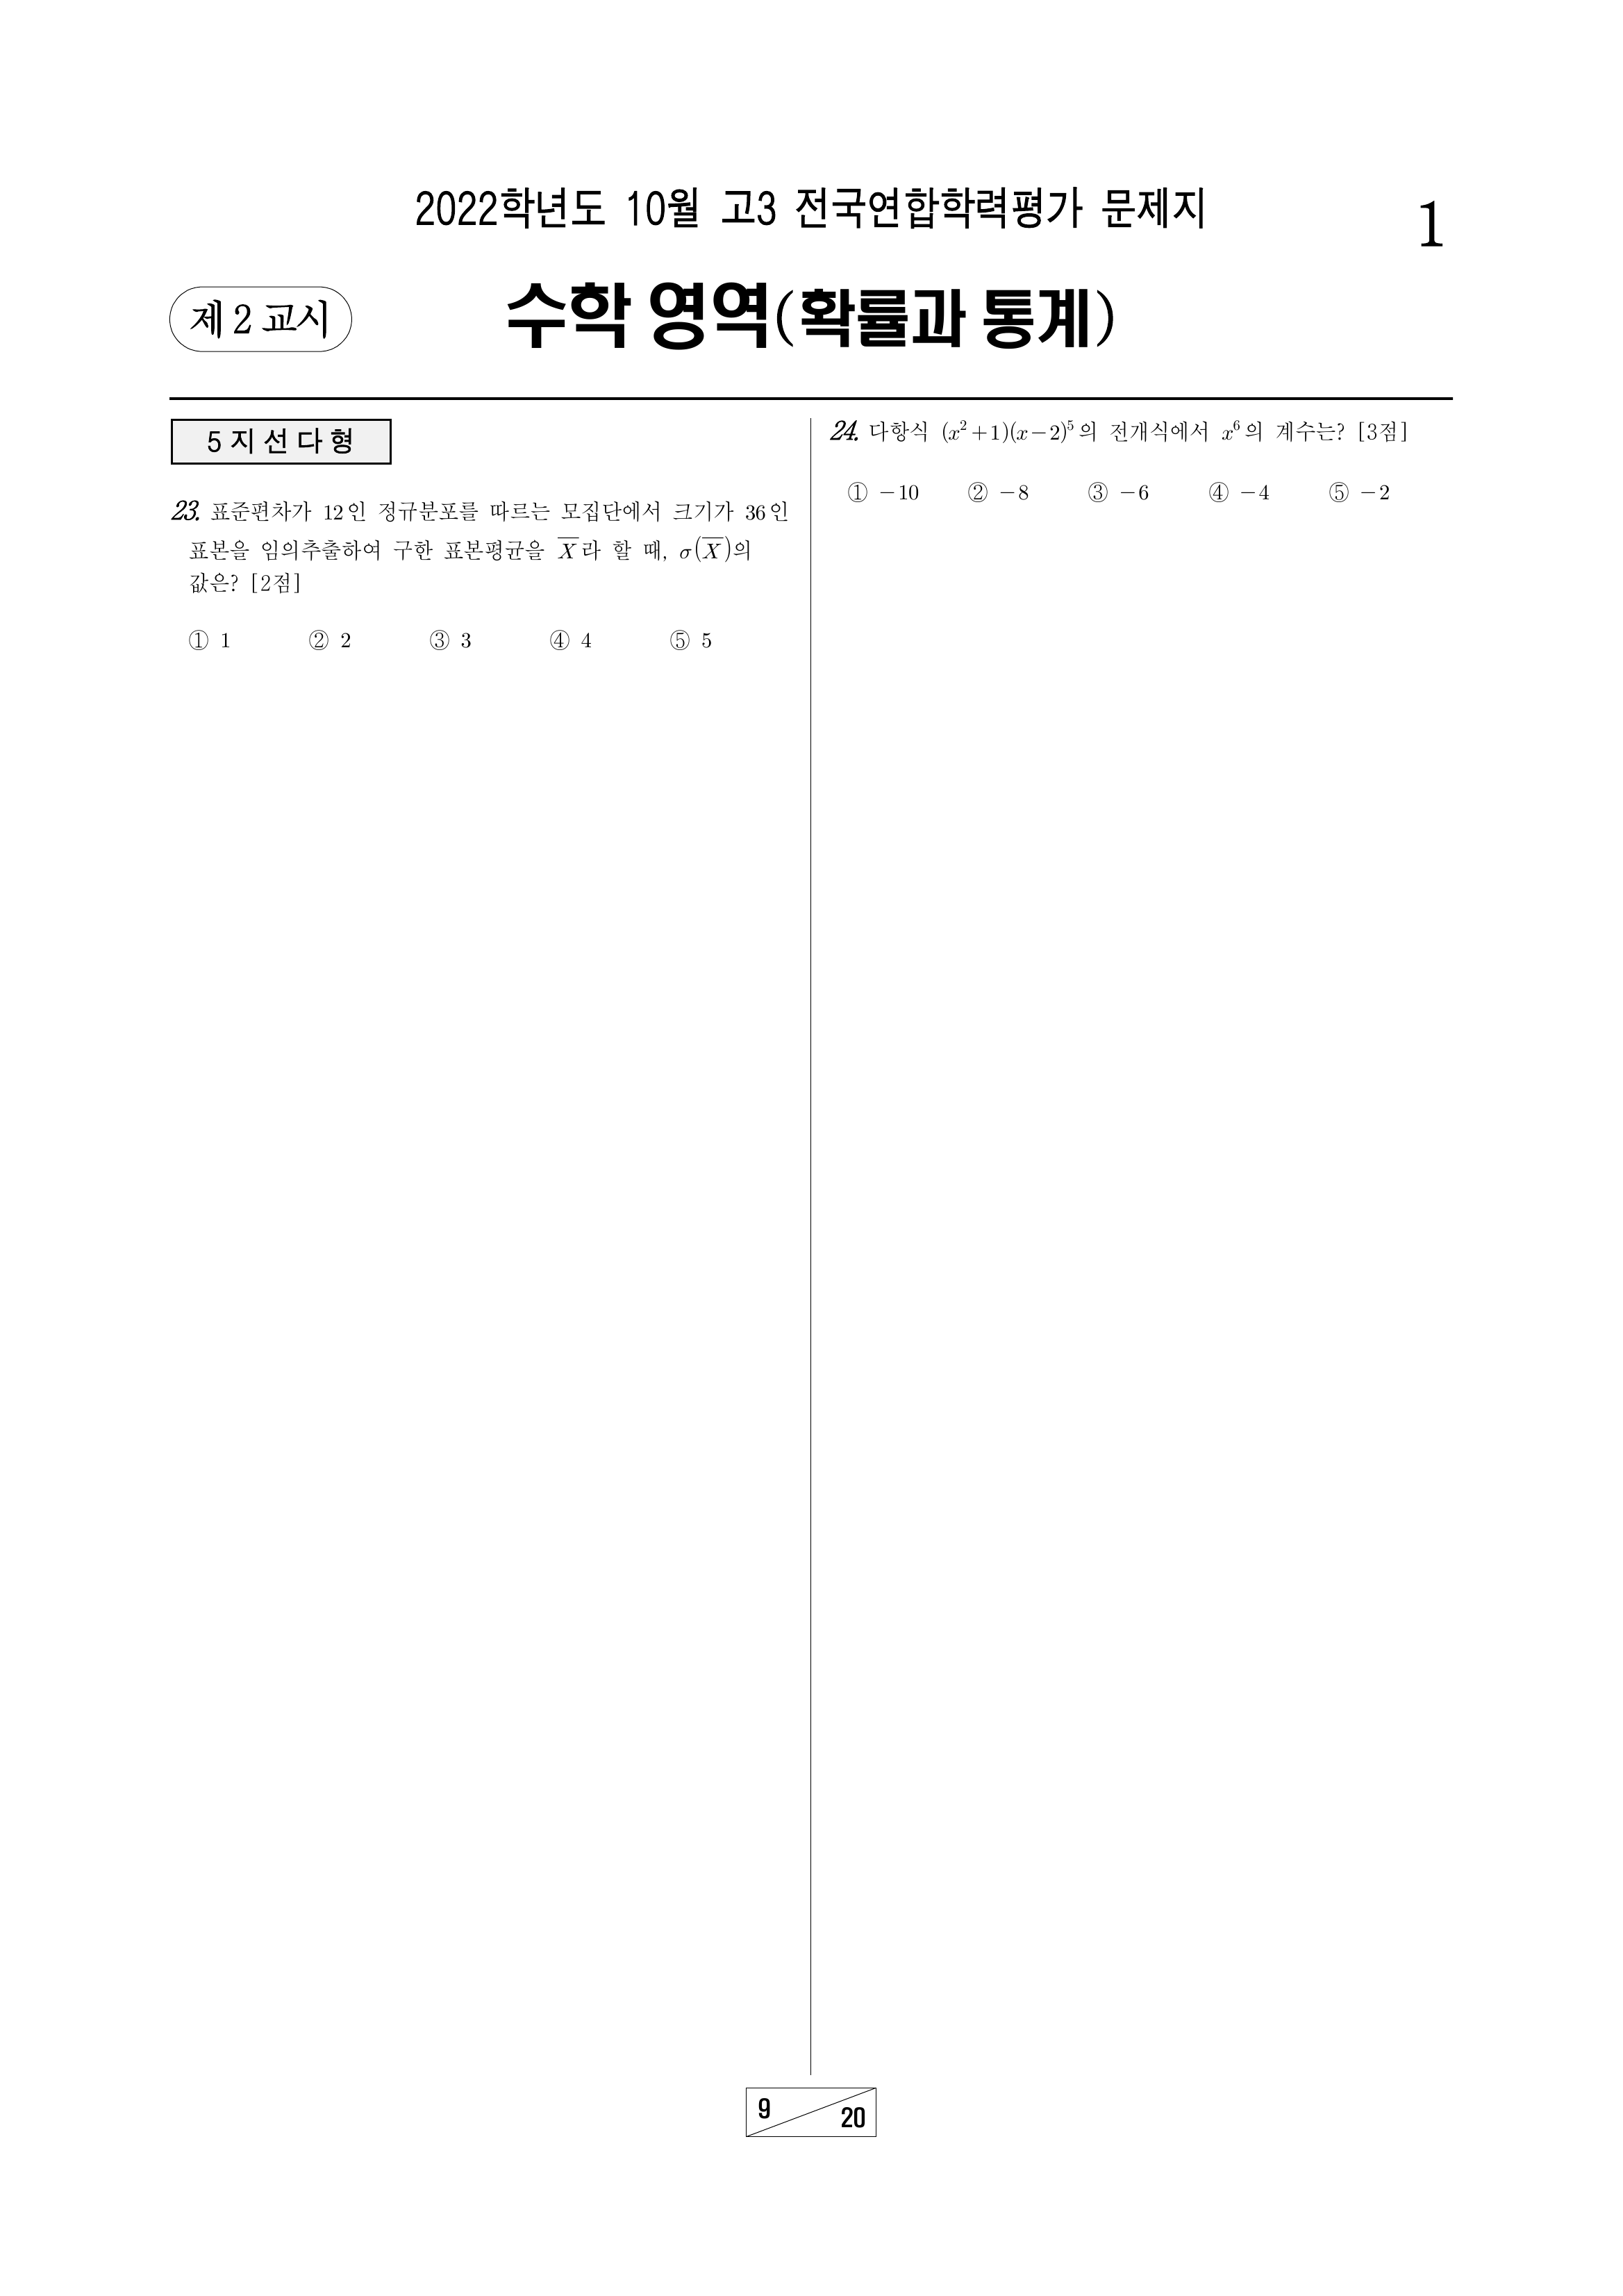 2022학년도 10월 고3 전국연합학력평가 문제지
1
제 2 교시
수학 영역(확률과 통계)
5 지 선 다 형
23. 표준편차가 12인 정규분포를 따르는 모집단에서 크기가 36인
표본을 임의추출하여 구한 표본평균을 X̄라 할 때, σ(X̄)의
값은? [2점]
① 1 ② 2 ③ 3 ④ 4 ⑤ 5
24. 다항식 (x²+1)(x−2)⁵의 전개식에서 x⁶의 계수는? [3점]
① −10 ② −8 ③ −6 ④ −4 ⑤ −2
9
20